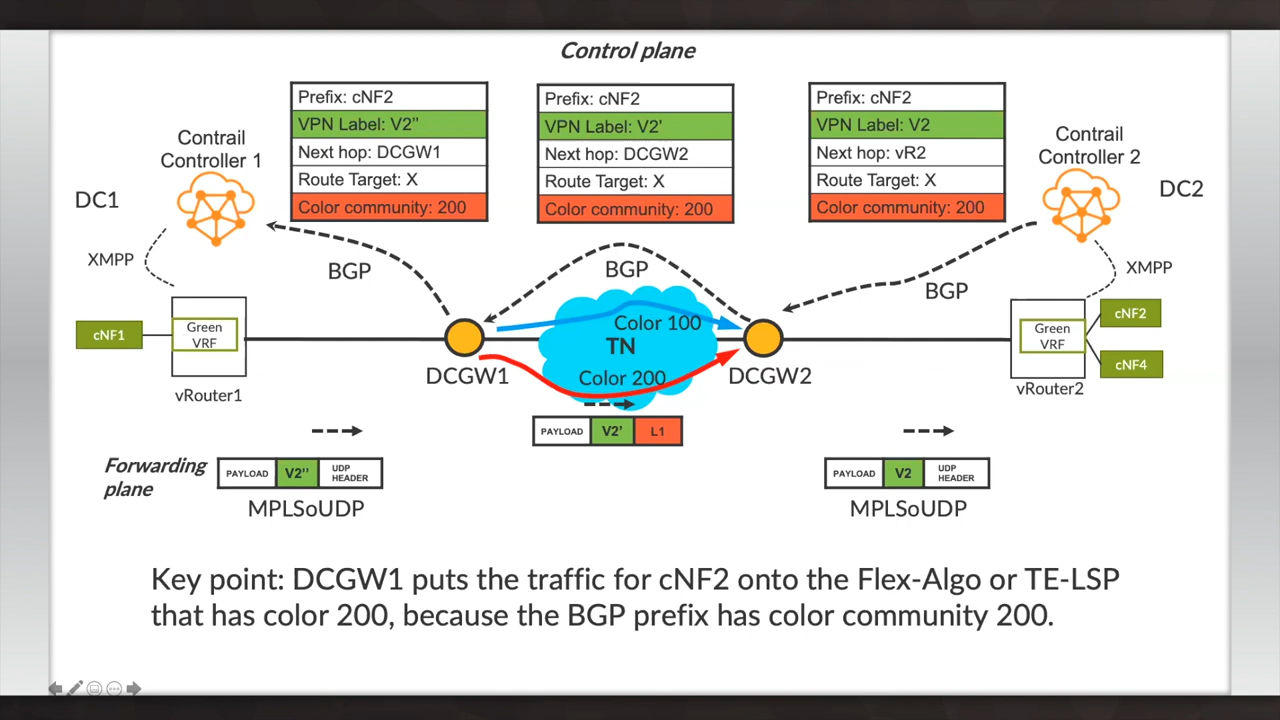 Control plane
Prefix: cNF2
VPN Label: V2’’
Next hop: DCGW1
Route Target: X
Color community: 200
Prefix: cNF2
VPN Label: V2’
Next hop: DCGW2
Route Target: X
Color community: 200
Prefix: cNF2
VPN Label: V2
Next hop: vR2
Route Target: X
Color community: 200
Contrail
Controller 1
Contrail
Controller 2
DC1
DC2
XMPP
BGP
BGP
BGP
XMPP
cNF1
Green
VRF
vRouter1
DCGW1
Color 100
TN
Color 200
DCGW2
Green
VRF
vRouter2
cNF2
cNF4
PAYLOAD
V2’
L1
Forwarding
plane
PAYLOAD
V2’’
UDP
HEADER
MPLSoUDP
PAYLOAD
V2
UDP
HEADER
MPLSoUDP
Key point: DCGW1 puts the traffic for cNF2 onto the Flex-Algo or TE-LSP
that has color 200, because the BGP prefix has color community 200.